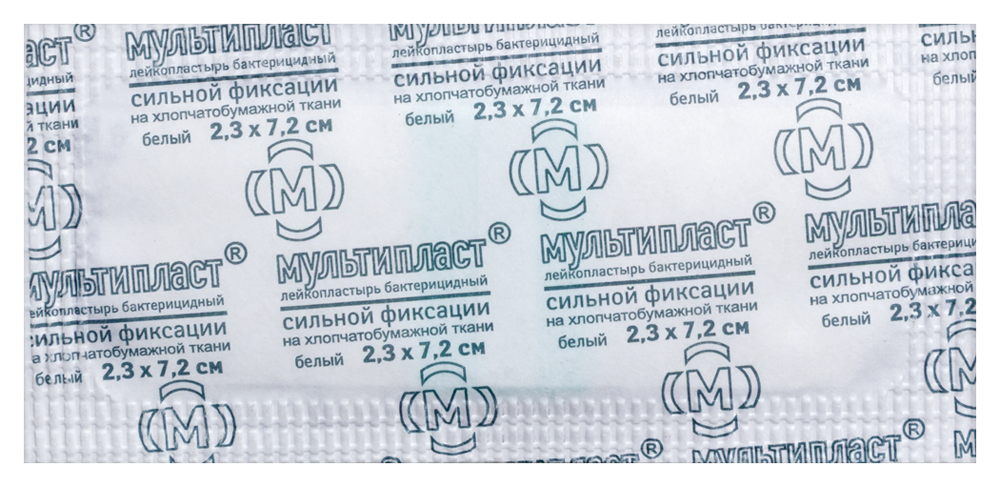 мультипласт
лейкопластырь бактерицидный
сильной фиксации
на хлопчатобумажной ткани
белый 2,3 х 7,2 см
М
мультипласт
лейкопластырь бактерицидный
сильной фиксации
на хлопчатобумажной ткани
белый 2,3 х 7,2 см
М
лейкопластырь бактерицидный
сильной фиксации
на хлопчатобумажной ткани
белый 2,3 х 7,2 см
М
мультипласт®
лейкопластырь бактерицидный
сильной фиксации
на хлопчатобумажной ткани
белый 2,3 х 7,2 см
М
мультипласт®
лейкопластырь бактерицидный
сильной фиксации
на хлопчатобумажной ткани
белый 2,3 х 7,2 см
М
мультипласт®
лейкопластырь бактерицидный
сильной фиксации
на хлопчатобумажной ткани
белый 2,3 х 7,2 см
М
мультипласт®